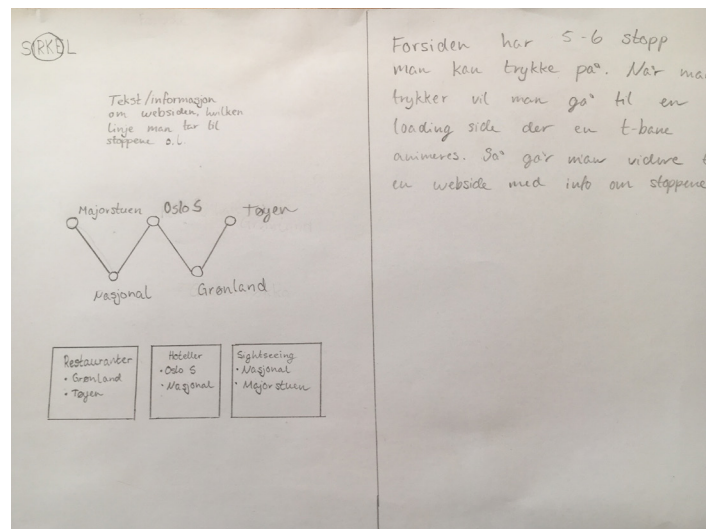 SIRKEL
Tekst/informasjon
om websiden, hvilken
linje man tar til
stoppene o.l.
Majorstuen
Oslo S
Tøyen
Nasjonal
Grønland
Restauranter
• Grønland
• Tøyen
Hoteller
• Oslo S
• Nasjonal
Sightseeing
• Nasjonal
• Majorstuen
Forsiden har 5-6 stopp
man kan trykke på. Når ma
trykker vil man gå til en
loading side der en t-bane
animeres. Så går man vidre t
en webside med info om stoppene